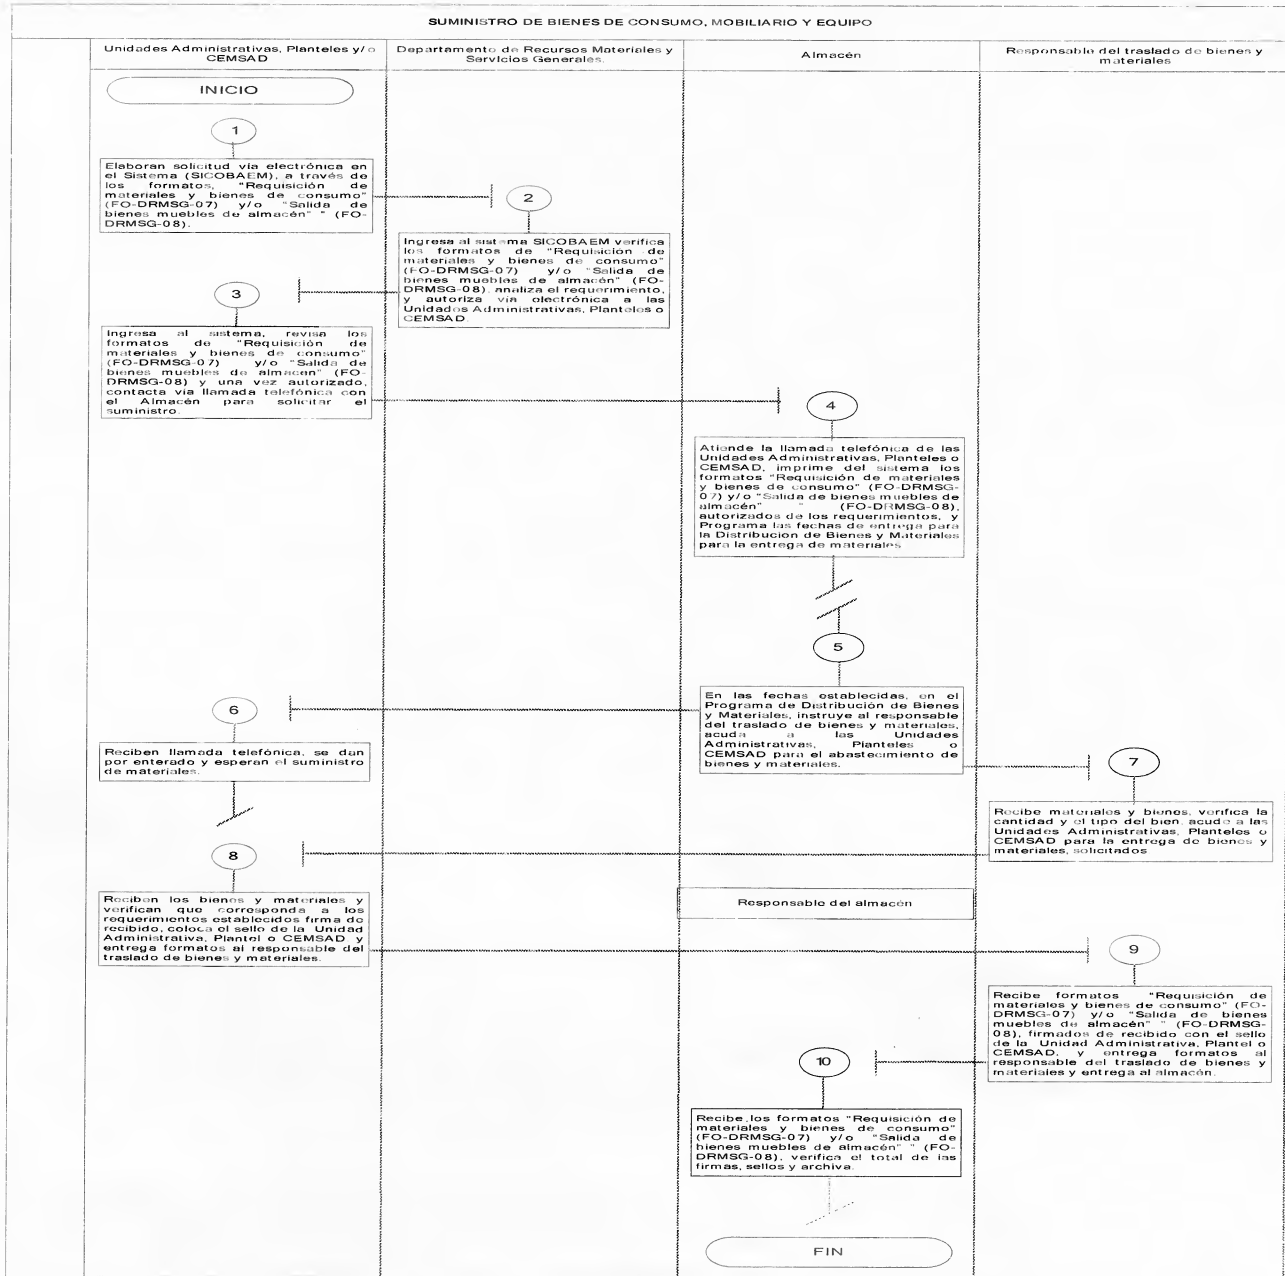 SUMINISTRO DE BIENES DE CONSUMO, MOBILIARIO Y EQUIPO
Unidades Administrativas, Planteles y/o
CEMSAD
Departamento de Recursos Materiales y
Servicios Generales.
Almacén
Responsable del traslado de bienes y
materiales
INICIO
1
Elaboran solicitud vía electrónica en
el Sistema (SICOBAEM), a través de
los formatos, "Requisición de
materiales y bienes de consumo"
(FO-DRMSG-07) y/o "Salida de
bienes muebles de almacén" " (FO-
DRMSG-08).
2
Ingresa al sistema SICOBAEM verifica
los formatos de "Requisición de
materiales y bienes de consumo"
(FO-DRMSG-07) y/o "Salida de
bienes muebles de almacén" (FO-
DRMSG-08). analiza el requerimiento,
y autoriza vía electrónica a las
Unidades Administrativas, Planteles o
CEMSAD.
3
Ingresa al sistema, revisa los
formatos de "Requisición de
materiales y bienes de consumo"
(FO-DRMSG-07) y/o "Salida de
bienes muebles de almacén" (FO-
DRMSG-08) y una vez autorizado,
contacta vía llamada telefónica con
el Almacén para solicitar el
suministro.
4
Atiende la llamada telefónica de las
Unidades Administrativas, Planteles o
CEMSAD, imprime del sistema los
formatos "Requisición de materiales
y bienes de consumo" (FO-DRMSG-
07) y/o "Salida de bienes muebles de
almacén" " (FO-DRMSG-08),
autorizados de los requerimientos, y
Programa las fechas de entrega para
la Distribución de Bienes y Materiales
para la entrega de materiales
5
En las fechas establecidas, en el
Programa de Distribución de Bienes
y Materiales, instruye al responsable
del traslado de bienes y materiales,
acuda a las Unidades
Administrativas, Planteles o
CEMSAD para el abastecimiento de
bienes y materiales.
6
Reciben llamada telefónica, se dan
por enterado y esperan el suministro
de materiales.
7
Recibe materiales y bienes, verifica la
cantidad y el tipo del bien, acude a las
Unidades Administrativas, Planteles o
CEMSAD para la entrega de bienes y
materiales, solicitados
8
Reciben los bienes y materiales y
verifican que corresponda a los
requerimientos establecidos firma de
recibido, coloca el sello de la Unidad
Administrativa, Plantel o CEMSAD y
entrega formatos al responsable del
traslado de bienes y materiales.
Responsable del almacén
9
Recibe formatos "Requisición de
materiales y bienes de consumo" (FO-
DRMSG-07) y/o "Salida de bienes
muebles de almacén" " (FO-DRMSG-
08), firmados de recibido con el sello
de la Unidad Administrativa, Plantel o
CEMSAD, y entrega formatos al
responsable del traslado de bienes y
materiales y entrega al almacén.
10
Recibe los formatos "Requisición de
materiales y bienes de consumo"
(FO-DRMSG-07) y/o "Salida de
bienes muebles de almacén" " (FO-
DRMSG-08), verifica el total de las
firmas, sellos y archiva.
FIN